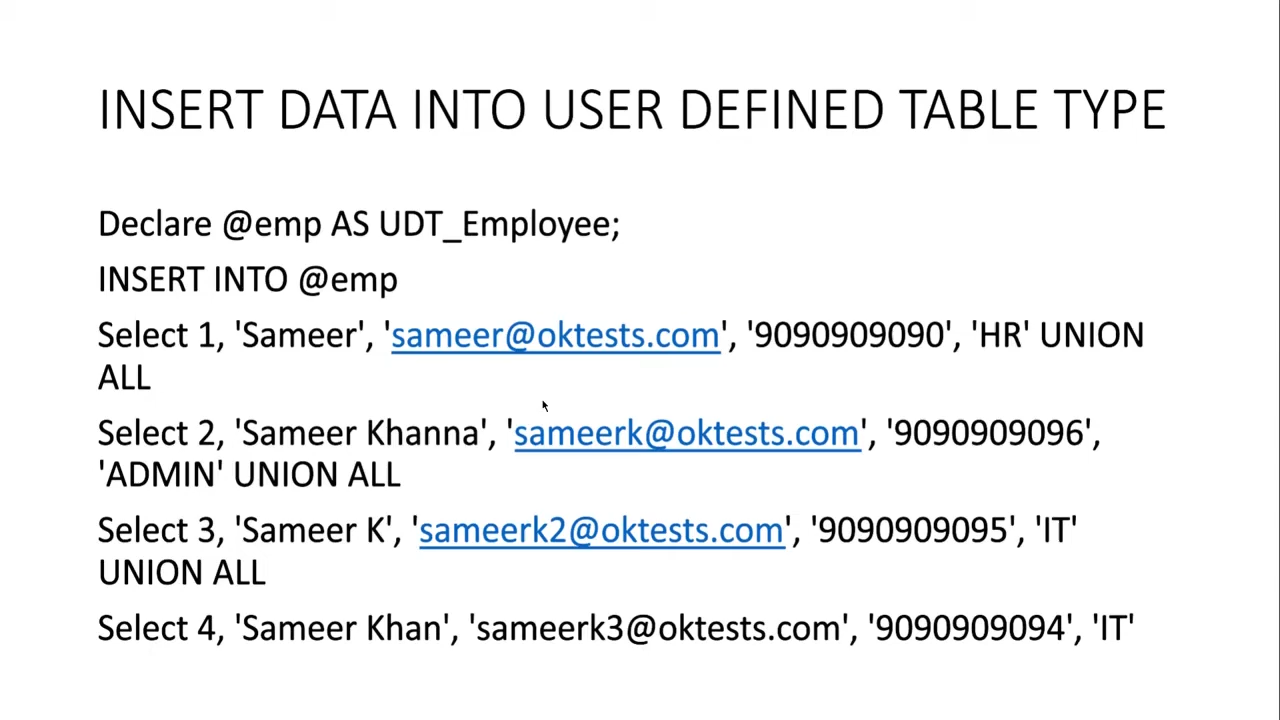 INSERT DATA INTO USER DEFINED TABLE TYPE
Declare @emp AS UDT_Employee;
INSERT INTO @emp
Select 1, 'Sameer', 'sameer@oktests.com', '9090909090', 'HR' UNION
ALL
Select 2, 'Sameer Khanna', 'sameerk@oktests.com', '9090909096',
'ADMIN' UNION ALL
Select 3, 'Sameer K', 'sameerk2@oktests.com', '9090909095', 'IT'
UNION ALL
Select 4, 'Sameer Khan', 'sameerk3@oktests.com', '9090909094', 'IT'